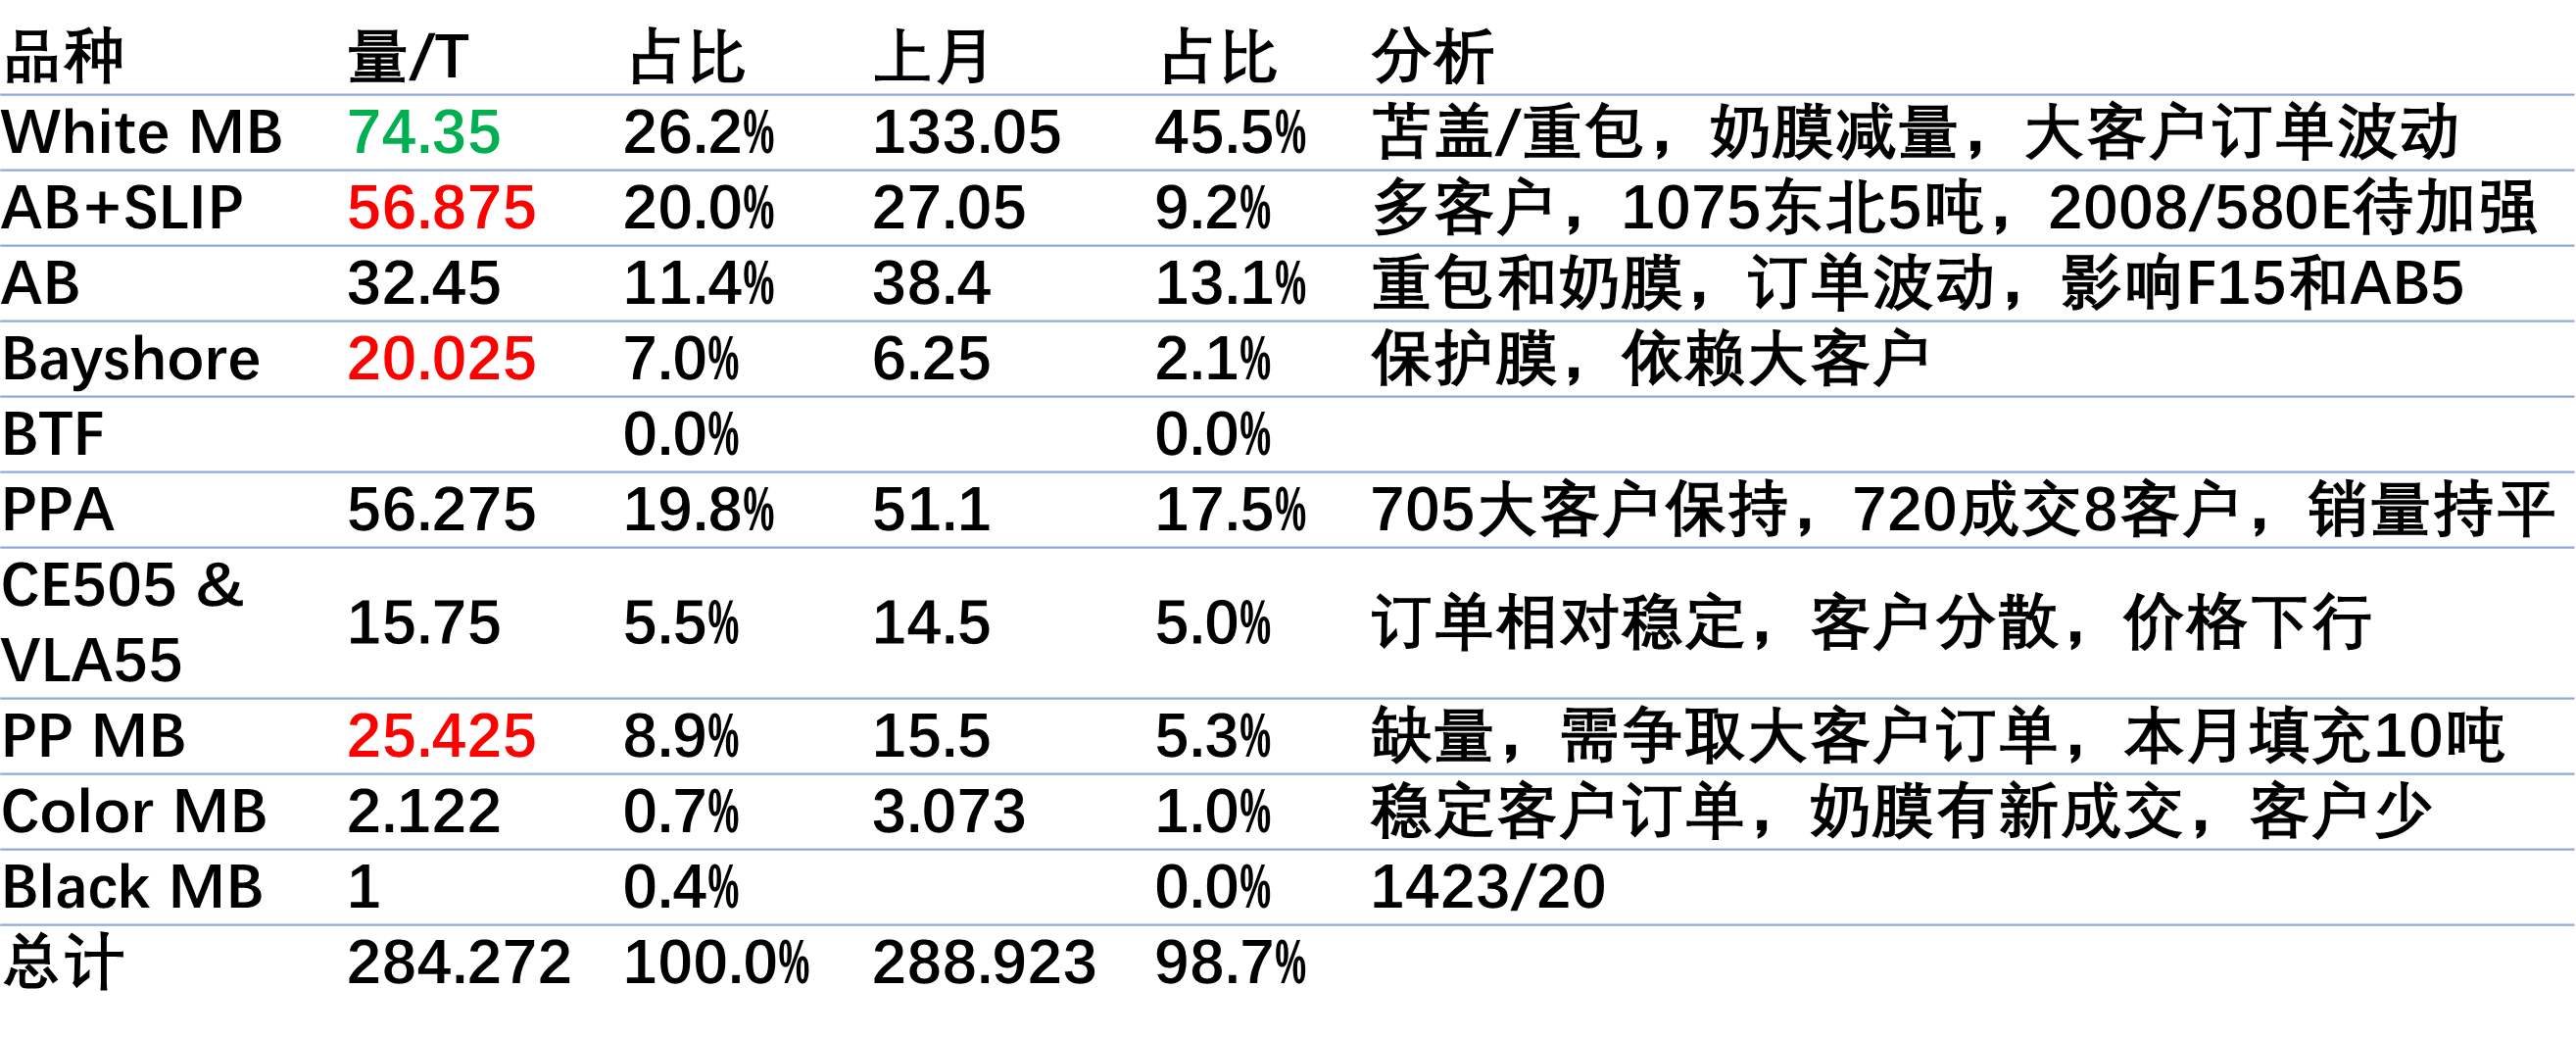 品种 量/T 占比 上月 占比 分析
White MB 74.35 26.2% 133.05 45.5% 苫盖/重包，奶膜减量，大客户订单波动
AB+SLIP 56.875 20.0% 27.05 9.2% 多客户，1075东北5吨，2008/580E待加强
AB 32.45 11.4% 38.4 13.1% 重包和奶膜，订单波动，影响F15和AB5
Bayshore 20.025 7.0% 6.25 2.1% 保护膜，依赖大客户
BTF 0.0% 0.0%
PPA 56.275 19.8% 51.1 17.5% 705大客户保持，720成交8客户，销量持平
CE505 &
VLA55 15.75 5.5% 14.5 5.0% 订单相对稳定，客户分散，价格下行
PP MB 25.425 8.9% 15.5 5.3% 缺量，需争取大客户订单，本月填充10吨
Color MB 2.122 0.7% 3.073 1.0% 稳定客户订单，奶膜有新成交，客户少
Black MB 1 0.4% 0.0% 1423/20
总计 284.272 100.0% 288.923 98.7%